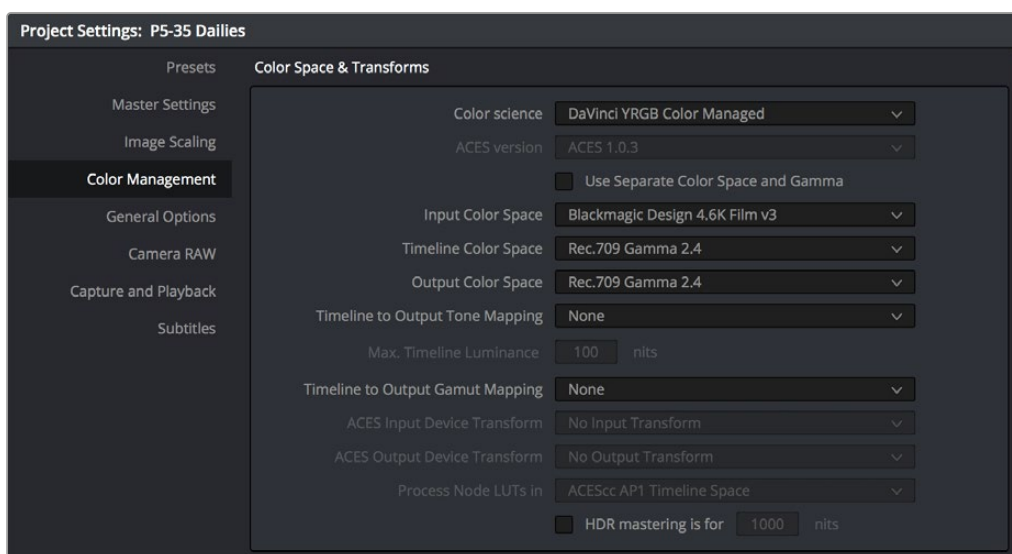 Project Settings: P5-35 Dailies
Presets
Master Settings
Image Scaling
Color Management
General Options
Camera RAW
Capture and Playback
Subtitles
Color Space & Transforms
Color science DaVinci YRGB Color Managed
ACES version ACES 1.0.3
Use Separate Color Space and Gamma
Input Color Space Blackmagic Design 4.6K Film v3
Timeline Color Space Rec.709 Gamma 2.4
Output Color Space Rec.709 Gamma 2.4
Timeline to Output Tone Mapping None
Max. Timeline Luminance 100 nits
Timeline to Output Gamut Mapping None
ACES Input Device Transform No Input Transform
ACES Output Device Transform No Output Transform
Process Node LUTs in ACEScc AP1 Timeline Space
HDR mastering is for 1000 nits